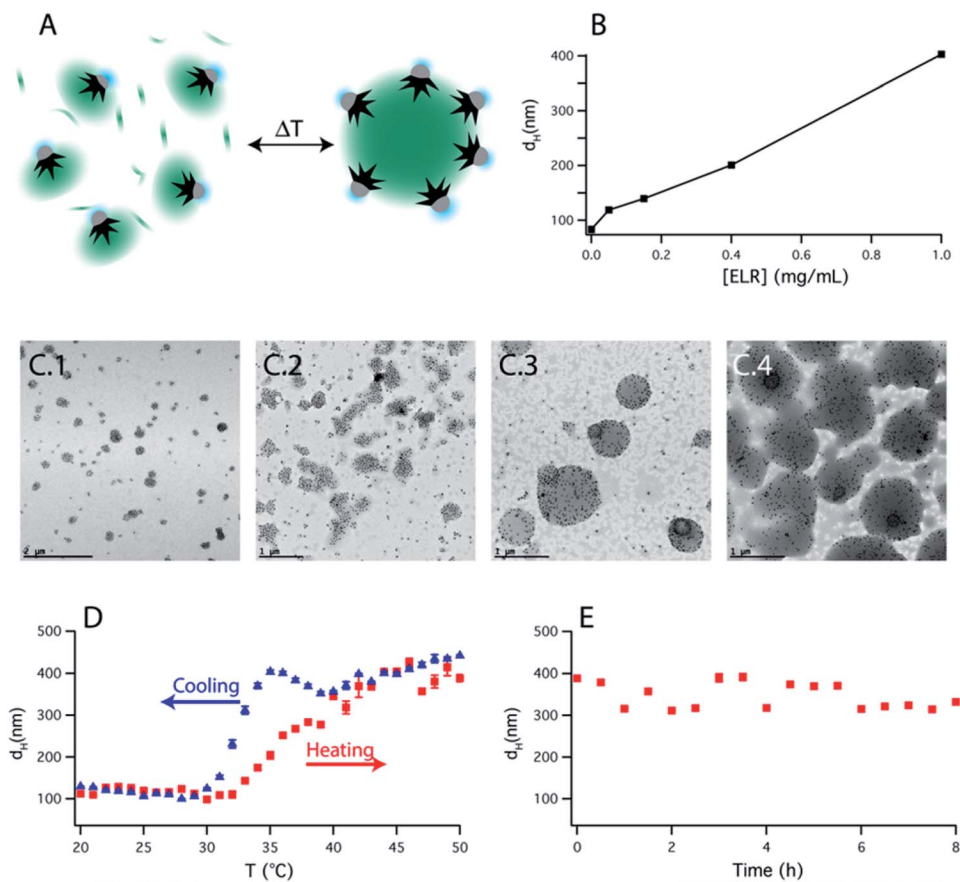 A
ΔT
B
d_H(nm)
400
300
200
100
0.0 0.2 0.4 0.6 0.8 1.0
[ELR] (mg/mL)
C.1
2 µm
C.2
1 µm
C.3
1 µm
C.4
1 µm
D
d_H(nm)
500
400
300
200
100
Cooling
Heating
20 25 30 35 40 45 50
T (°C)
E
d_H(nm)
500
400
300
200
100
0 2 4 6 8
Time (h)